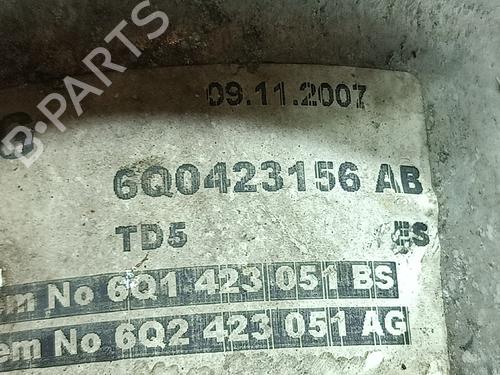 09.11.2007
G
6Q0423156 AB
TD5 ES
em No 6Q1 423 051 BS
em No 6Q2 423 051 AG
B-PARTS